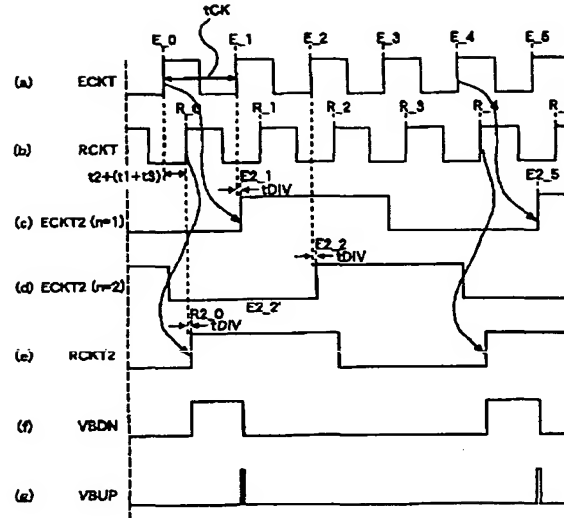 tCK
E_0 E_1 E_2 E_3 E_4 E_5
(a) ECKT
R_0 R_1 R_2 R_3 R_4 R_
(b) RCKT
t2+(t1+t3)
E2_1 E2_5
tDIV
(c) ECKT2 (n=1)
E2_2
tDIV
(d) ECKT2 (n=2)
E2_2'
R2_0
tDIV
(e) RCKT2
(f) VBDN
(g) VBUP